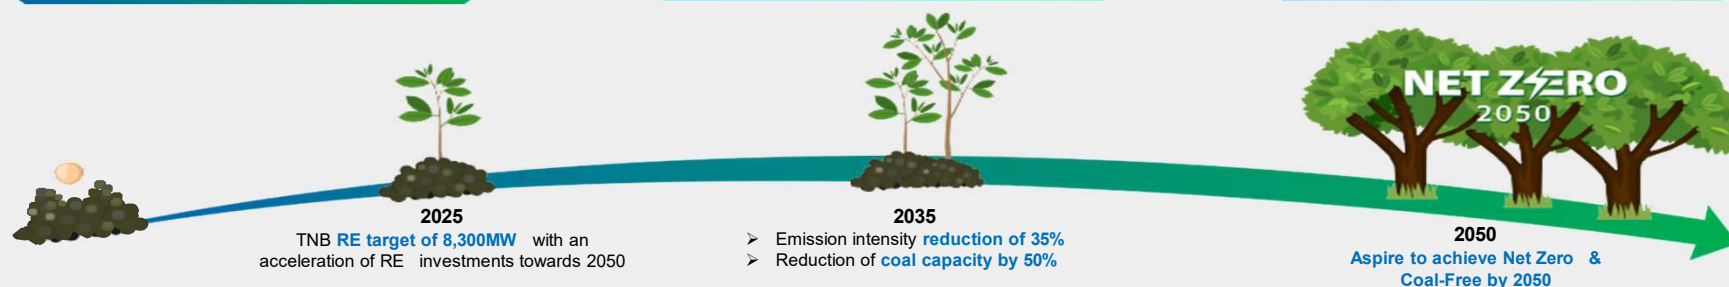 NET ZERO
2050
2025
TNB RE target of 8,300MW with an
acceleration of RE investments towards 2050
2035
➢ Emission intensity reduction of 35%
➢ Reduction of coal capacity by 50%
2050
Aspire to achieve Net Zero &
Coal-Free by 2050